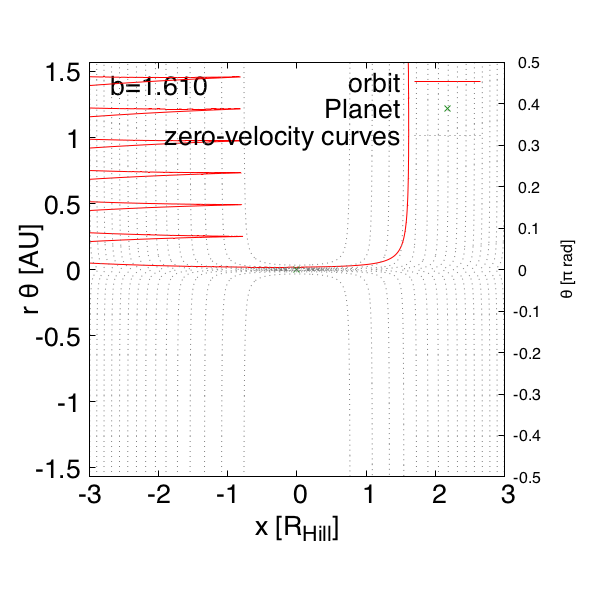 b=1.610
orbit
Planet
zero-velocity curves
r θ [AU]
1.5
1
0.5
0
-0.5
-1
-1.5
-3 -2 -1 0 1 2 3
x [R_Hill]
0.5
0.4
0.3
0.2
0.1
0
-0.1
-0.2
-0.3
-0.4
-0.5
θ [π rad]